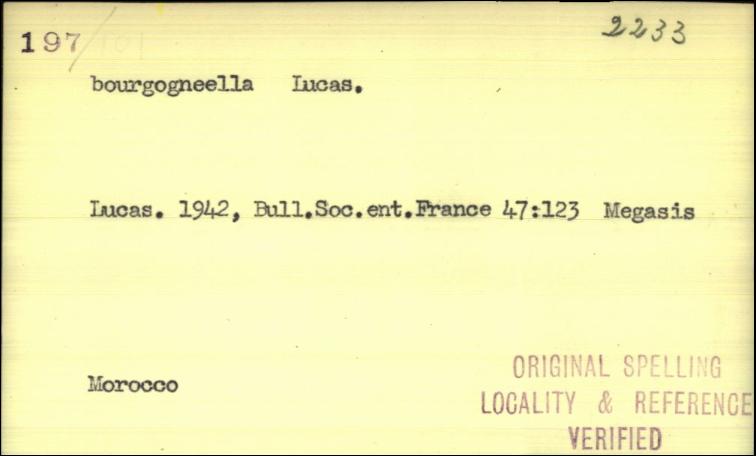 197/101 2233
bourgogneella Lucas.
Lucas. 1942, Bull.Soc.ent.France 47:123 Megasis
Morocco
ORIGINAL SPELLING
LOCALITY & REFERENCE
VERIFIED